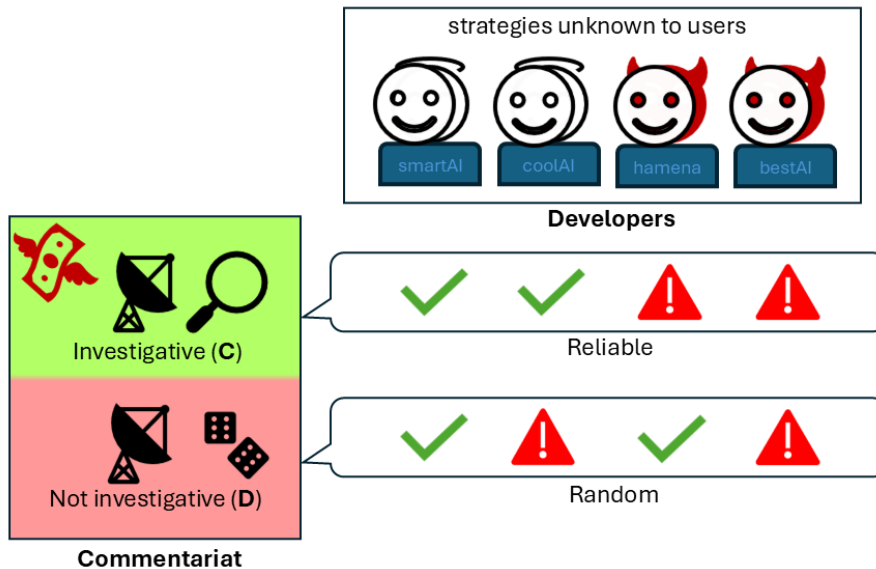 strategies unknown to users
smartAI
coolAI
hamena
bestAI
Developers
Investigative (C)
Reliable
Not investigative (D)
Random
Commentariat